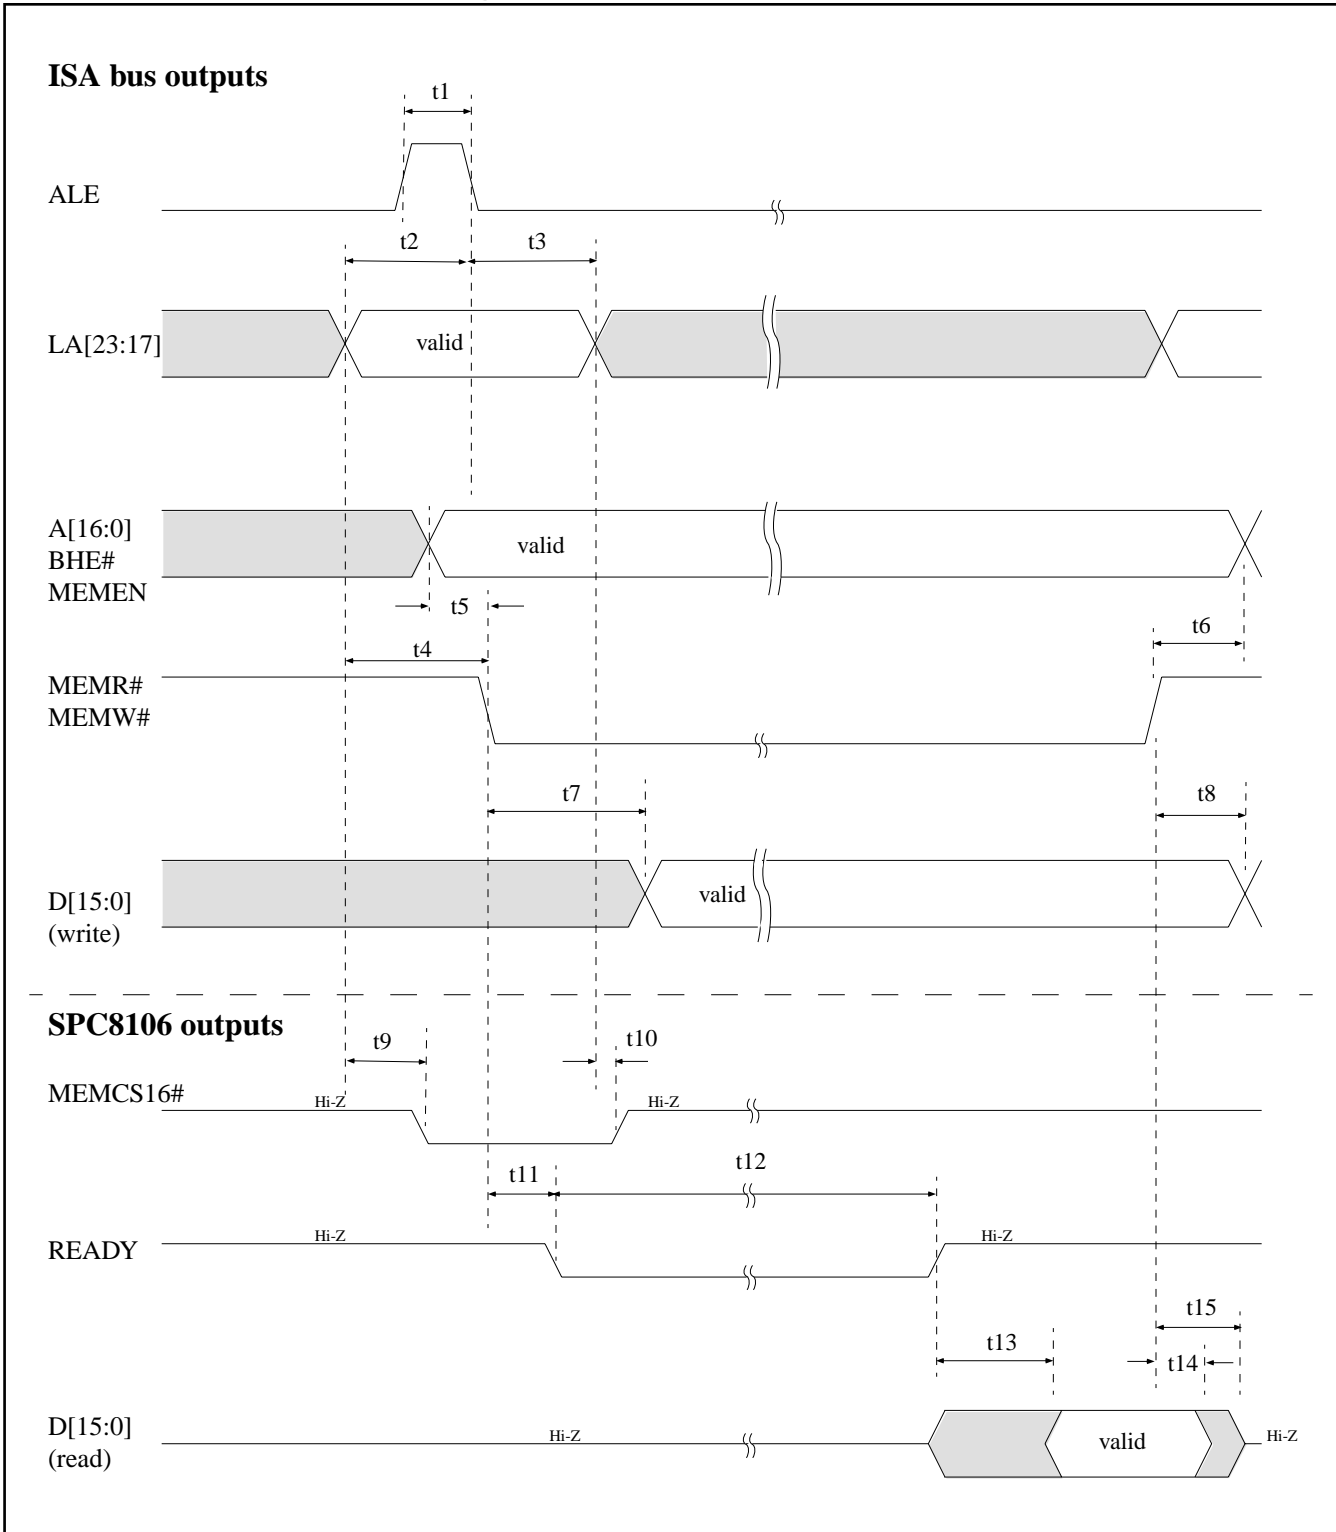 ISA bus outputs
t1
ALE
t2
t3
LA[23:17]
valid
A[16:0]
BHE#
MEMEN
valid
t5
t6
t4
MEMR#
MEMW#
t7
t8
D[15:0]
(write)
valid
SPC8106 outputs
t9
t10
MEMCS16#
Hi-Z
Hi-Z
t11
t12
READY
Hi-Z
Hi-Z
t15
t13
t14
D[15:0]
(read)
Hi-Z
valid
Hi-Z